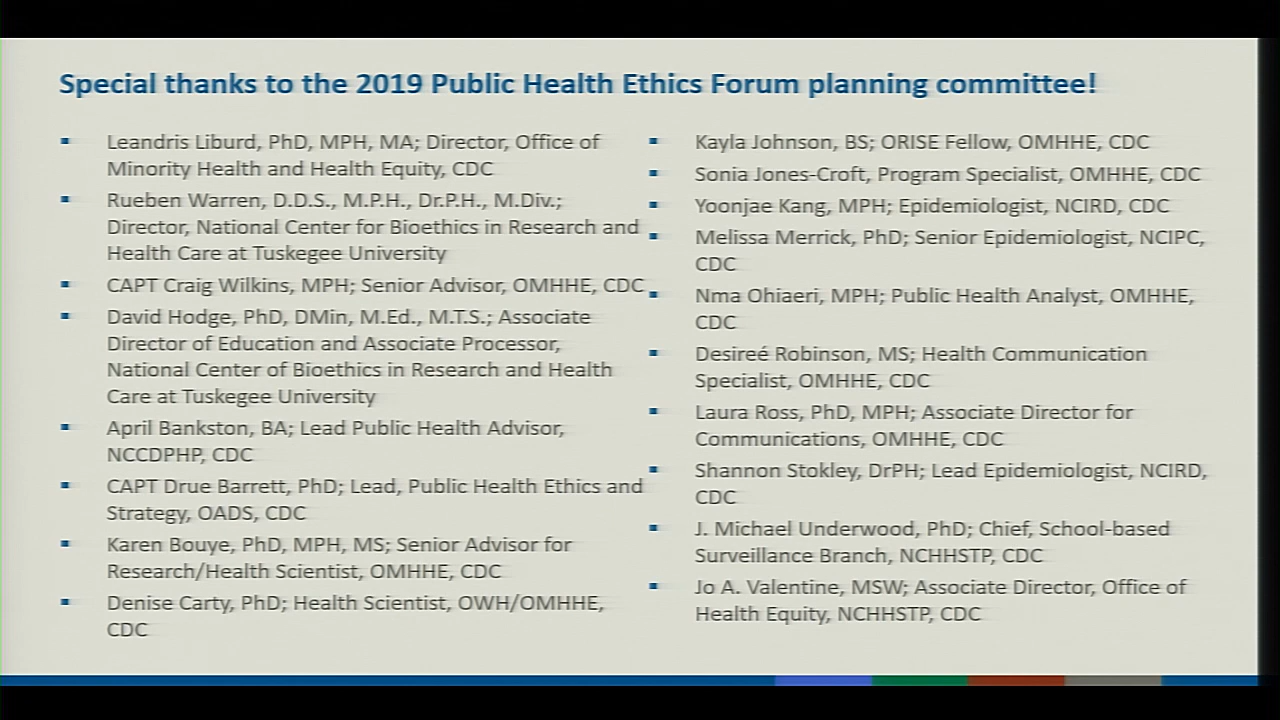 Special thanks to the 2019 Public Health Ethics Forum planning committee!
Leandris Liburd, PhD, MPH, MA; Director, Office of
Minority Health and Health Equity, CDC
Rueben Warren, D.D.S., M.P.H., Dr.P.H., M.Div.;
Director, National Center for Bioethics in Research and
Health Care at Tuskegee University
CAPT Craig Wilkins, MPH; Senior Advisor, OMHHE, CDC
David Hodge, PhD, DMin, M.Ed., M.T.S.; Associate
Director of Education and Associate Processor,
National Center of Bioethics in Research and Health
Care at Tuskegee University
April Bankston, BA; Lead Public Health Advisor,
NCCDPHP, CDC
CAPT Drue Barrett, PhD; Lead, Public Health Ethics and
Strategy, OADS, CDC
Karen Bouye, PhD, MPH, MS; Senior Advisor for
Research/Health Scientist, OMHHE, CDC
Denise Carty, PhD; Health Scientist, OWH/OMHHE,
CDC
Kayla Johnson, BS; ORISE Fellow, OMHHE, CDC
Sonia Jones-Croft, Program Specialist, OMHHE, CDC
Yoonjae Kang, MPH; Epidemiologist, NCIRD, CDC
Melissa Merrick, PhD; Senior Epidemiologist, NCIPC,
CDC
Nma Ohiaeri, MPH; Public Health Analyst, OMHHE,
CDC
Desireé Robinson, MS; Health Communication
Specialist, OMHHE, CDC
Laura Ross, PhD, MPH; Associate Director for
Communications, OMHHE, CDC
Shannon Stokley, DrPH; Lead Epidemiologist, NCIRD,
CDC
J. Michael Underwood, PhD; Chief, School-based
Surveillance Branch, NCHHSTP, CDC
Jo A. Valentine, MSW; Associate Director, Office of
Health Equity, NCHHSTP, CDC